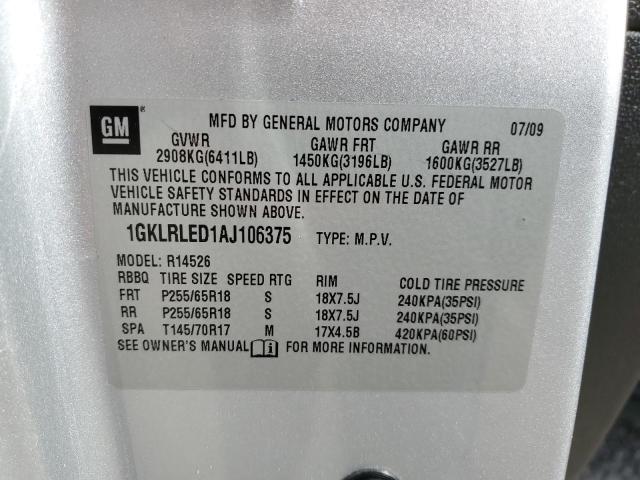 GM ®
MFD BY GENERAL MOTORS COMPANY 07/09
GVWR GAWR FRT GAWR RR
2908KG(6411LB) 1450KG(3196LB) 1600KG(3527LB)
THIS VEHICLE CONFORMS TO ALL APPLICABLE U.S. FEDERAL MOTOR
VEHICLE SAFETY STANDARDS IN EFFECT ON THE DATE OF
MANUFACTURE SHOWN ABOVE.
1GKLRLED1AJ106375 TYPE: M.P.V.
MODEL: R14526
RBBQ TIRE SIZE SPEED RTG RIM COLD TIRE PRESSURE
FRT P255/65R18 S 18X7.5J 240KPA(35PSI)
RR P255/65R18 S 18X7.5J 240KPA(35PSI)
SPA T145/70R17 M 17X4.5B 420KPA(60PSI)
SEE OWNER'S MANUAL i FOR MORE INFORMATION.